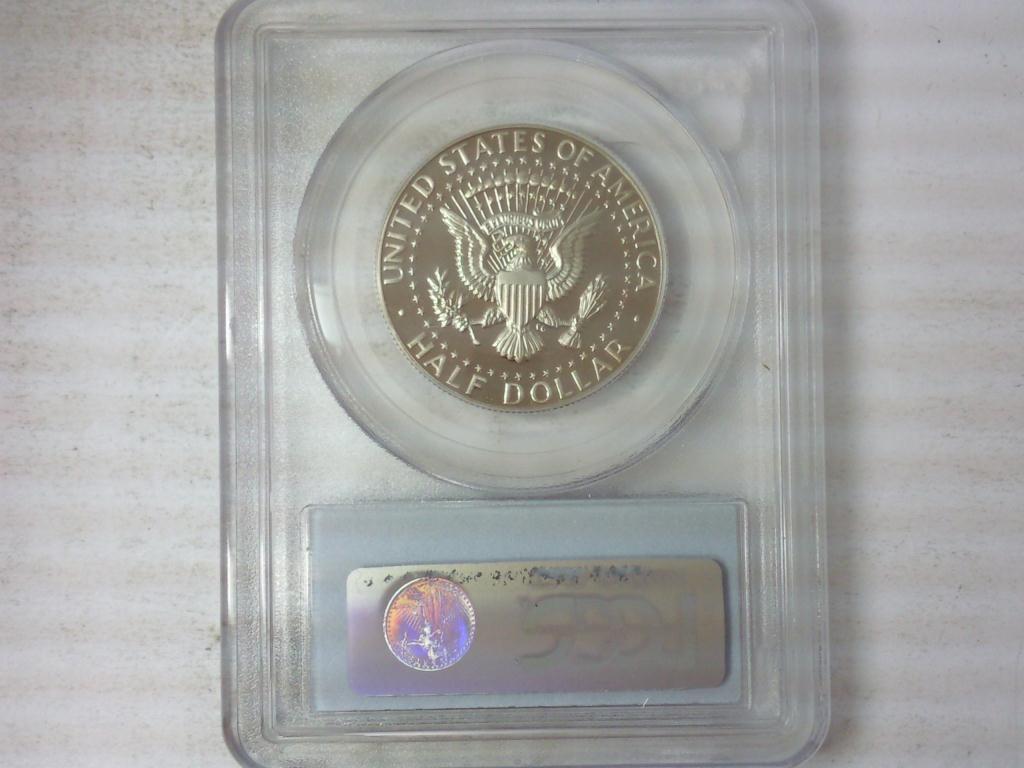 UNITED STATES OF AMERICA
HALF DOLLAR